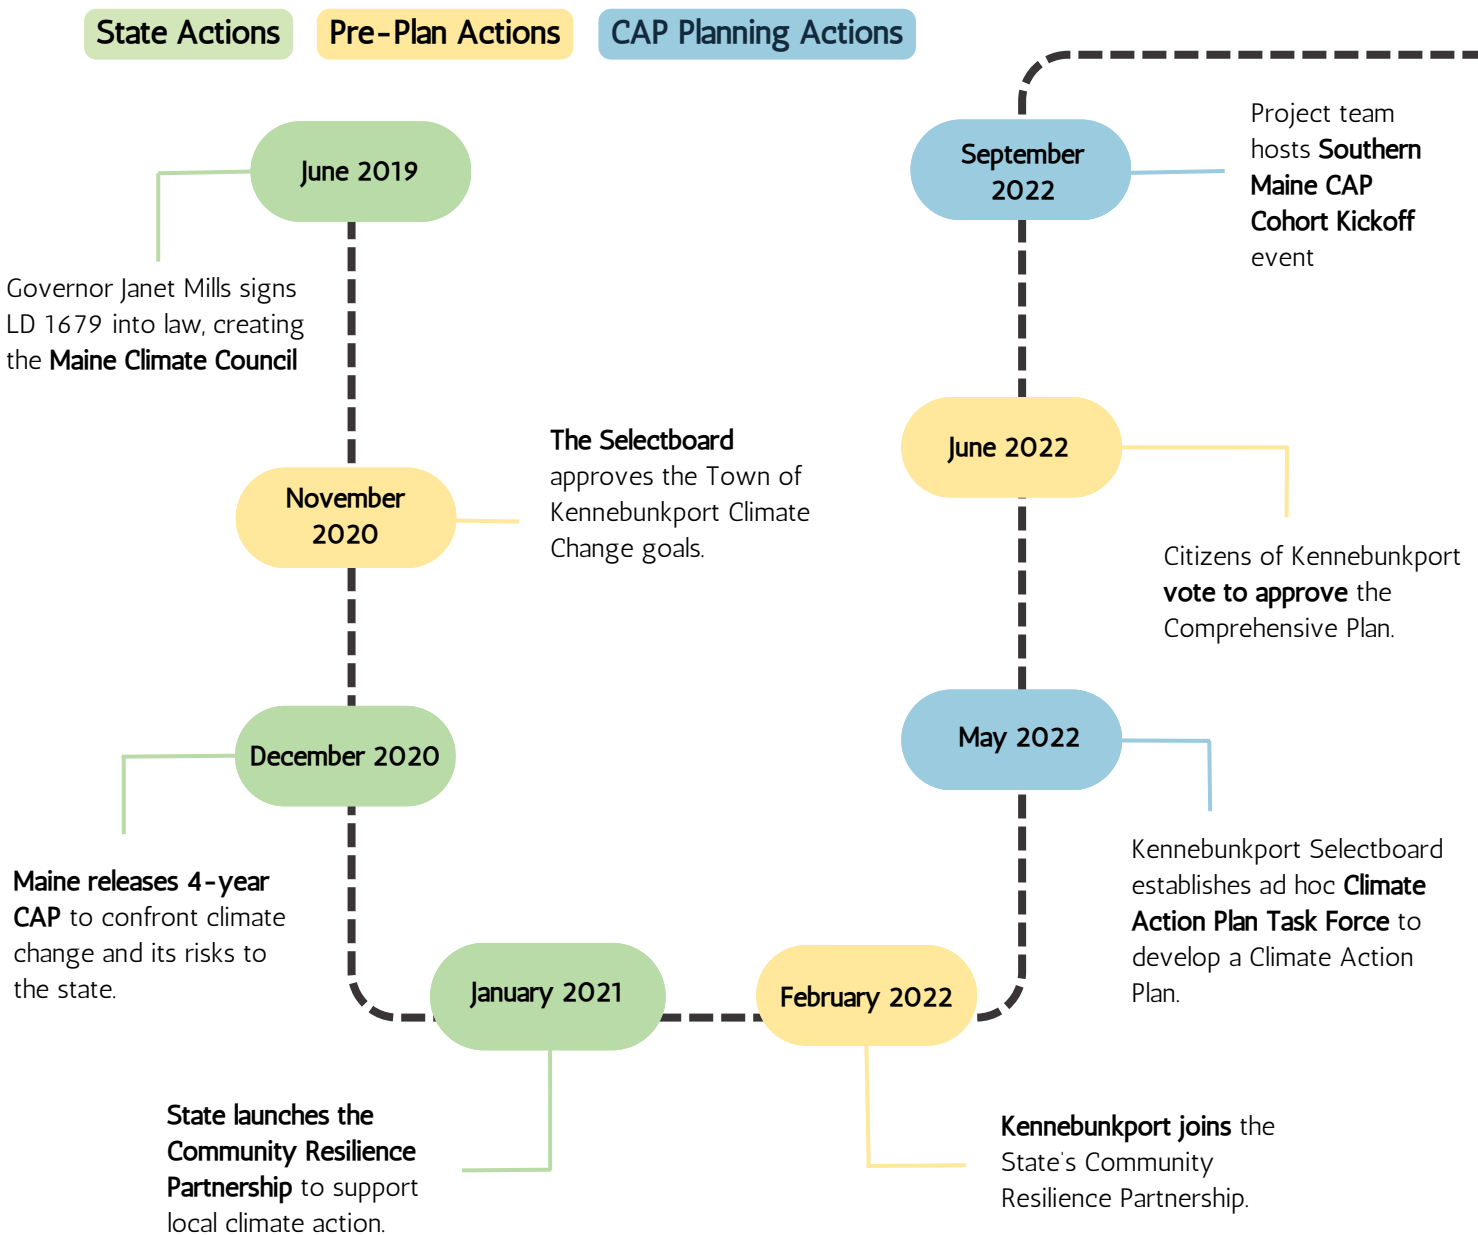 State Actions
Pre-Plan Actions
CAP Planning Actions
June 2019
Governor Janet Mills signs
LD 1679 into law, creating
the Maine Climate Council
November
2020
The Selectboard
approves the Town of
Kennebunkport Climate
Change goals.
December 2020
Maine releases 4-year
CAP to confront climate
change and its risks to
the state.
January 2021
State launches the
Community Resilience
Partnership to support
local climate action.
February 2022
Kennebunkport joins the
State's Community
Resilience Partnership.
May 2022
Kennebunkport Selectboard
establishes ad hoc Climate
Action Plan Task Force to
develop a Climate Action
Plan.
June 2022
Citizens of Kennebunkport
vote to approve the
Comprehensive Plan.
September
2022
Project team
hosts Southern
Maine CAP
Cohort Kickoff
event